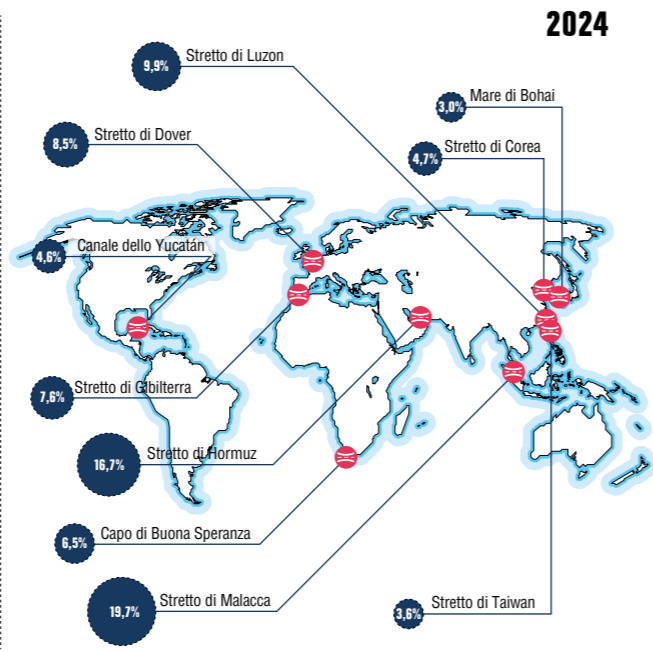 2024
9,9% Stretto di Luzon
3,0% Mare di Bohai
8,5% Stretto di Dover
4,7% Stretto di Corea
4,6% Canale dello Yucatán
7,6% Stretto di Gibilterra
16,7% Stretto di Hormuz
6,5% Capo di Buona Speranza
19,7% Stretto di Malacca
3,6% Stretto di Taiwan